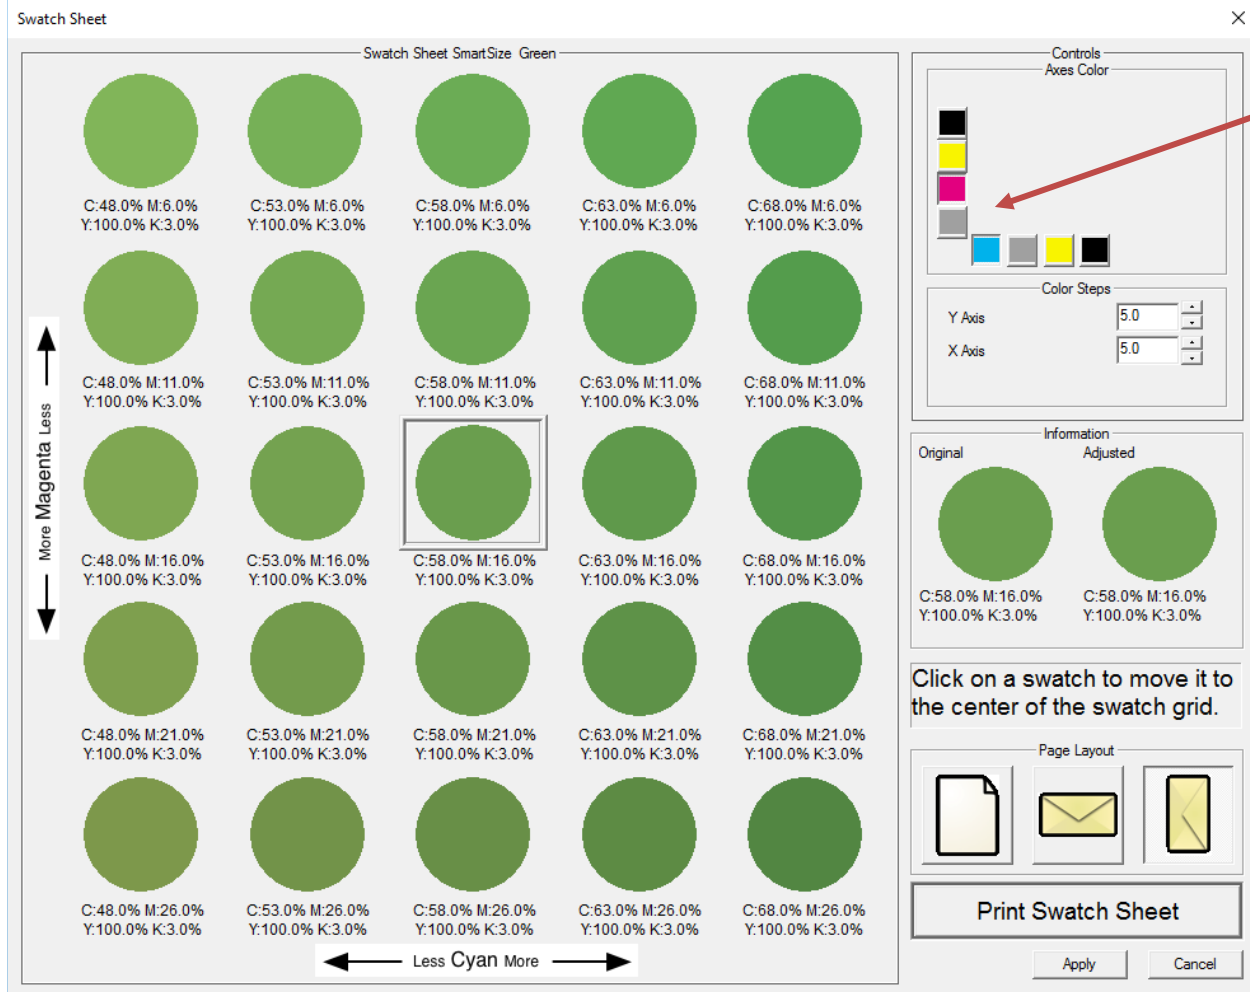 Swatch Sheet
Swatch Sheet SmartSize Green
C:48.0% M:6.0%
Y:100.0% K:3.0%
C:53.0% M:6.0%
Y:100.0% K:3.0%
C:58.0% M:6.0%
Y:100.0% K:3.0%
C:63.0% M:6.0%
Y:100.0% K:3.0%
C:68.0% M:6.0%
Y:100.0% K:3.0%
C:48.0% M:11.0%
Y:100.0% K:3.0%
C:53.0% M:11.0%
Y:100.0% K:3.0%
C:58.0% M:11.0%
Y:100.0% K:3.0%
C:63.0% M:11.0%
Y:100.0% K:3.0%
C:68.0% M:11.0%
Y:100.0% K:3.0%
More Magenta Less
C:48.0% M:16.0%
Y:100.0% K:3.0%
C:53.0% M:16.0%
Y:100.0% K:3.0%
C:58.0% M:16.0%
Y:100.0% K:3.0%
C:63.0% M:16.0%
Y:100.0% K:3.0%
C:68.0% M:16.0%
Y:100.0% K:3.0%
C:48.0% M:21.0%
Y:100.0% K:3.0%
C:53.0% M:21.0%
Y:100.0% K:3.0%
C:58.0% M:21.0%
Y:100.0% K:3.0%
C:63.0% M:21.0%
Y:100.0% K:3.0%
C:68.0% M:21.0%
Y:100.0% K:3.0%
C:48.0% M:26.0%
Y:100.0% K:3.0%
C:53.0% M:26.0%
Y:100.0% K:3.0%
C:58.0% M:26.0%
Y:100.0% K:3.0%
C:63.0% M:26.0%
Y:100.0% K:3.0%
C:68.0% M:26.0%
Y:100.0% K:3.0%
Less Cyan More
Controls
Axes Color
Color Steps
Y Axis 5.0
X Axis 5.0
Information
Original
C:58.0% M:16.0%
Y:100.0% K:3.0%
Adjusted
C:58.0% M:16.0%
Y:100.0% K:3.0%
Click on a swatch to move it to
the center of the swatch grid.
Page Layout
Print Swatch Sheet
Apply
Cancel